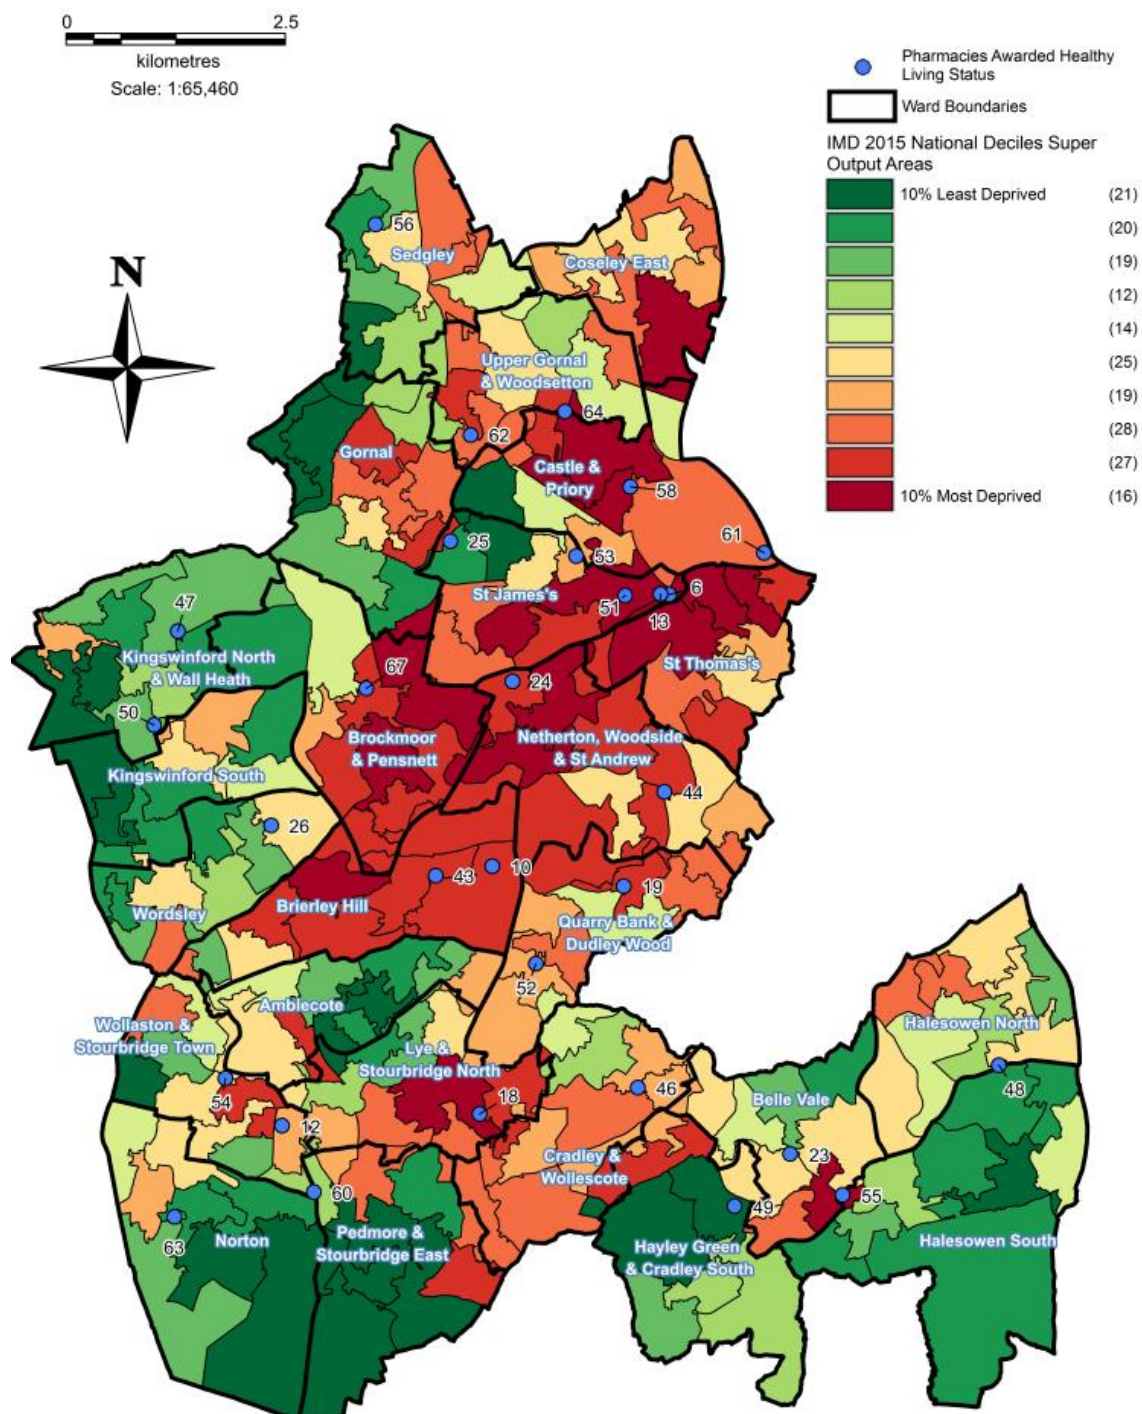 0 2.5
kilometres
Scale: 1:65,460
Pharmacies Awarded Healthy
Living Status
Ward Boundaries
IMD 2015 National Deciles Super
Output Areas
10% Least Deprived (21)
(20)
(19)
(12)
(14)
(25)
(19)
(28)
(27)
10% Most Deprived (16)
N
56
Sedgley
Coseley East
Upper Gornal
& Woodsetton
64
62
Gornal
Castle &
Priory
58
61
25
53
St James's
51
6
13
47
Kingswinford North
& Wall Heath
St Thomas's
67
24
50
Brockmoor
& Pensnett
Netherton, Woodside
& St Andrew
Kingswinford South
44
26
10
43
19
Brierley Hill
Wordsley
Quarry Bank &
Dudley Wood
52
Amblecote
Wollaston &
Stourbridge Town
Halesowen North
Lye &
Stourbridge North
54
18
46
48
Belle Vale
12
23
Cradley &
Wollescote
60
55
49
63
Norton
Pedmore &
Stourbridge East
Hayley Green
& Cradley South
Halesowen South